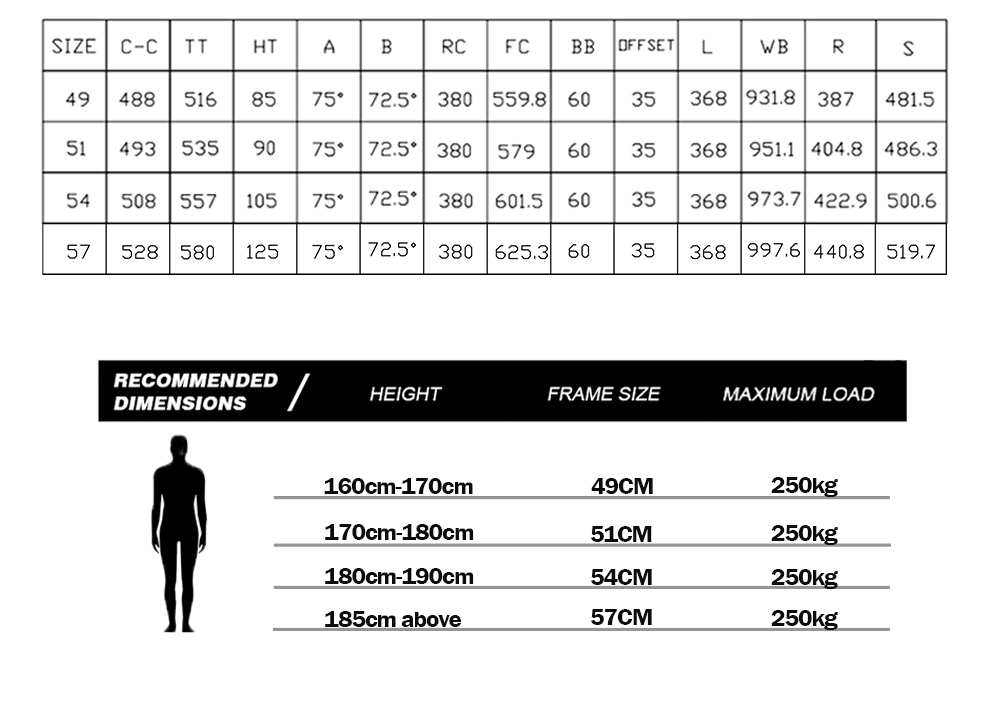 SIZE C-C TT HT A B RC FC BB OFFSET L WB R S
49 488 516 85 75° 72.5° 380 559.8 60 35 368 931.8 387 481.5
51 493 535 90 75° 72.5° 380 579 60 35 368 951.1 404.8 486.3
54 508 557 105 75° 72.5° 380 601.5 60 35 368 973.7 422.9 500.6
57 528 580 125 75° 72.5° 380 625.3 60 35 368 997.6 440.8 519.7
RECOMMENDED
DIMENSIONS / HEIGHT FRAME SIZE MAXIMUM LOAD
160cm-170cm 49CM 250kg
170cm-180cm 51CM 250kg
180cm-190cm 54CM 250kg
185cm above 57CM 250kg